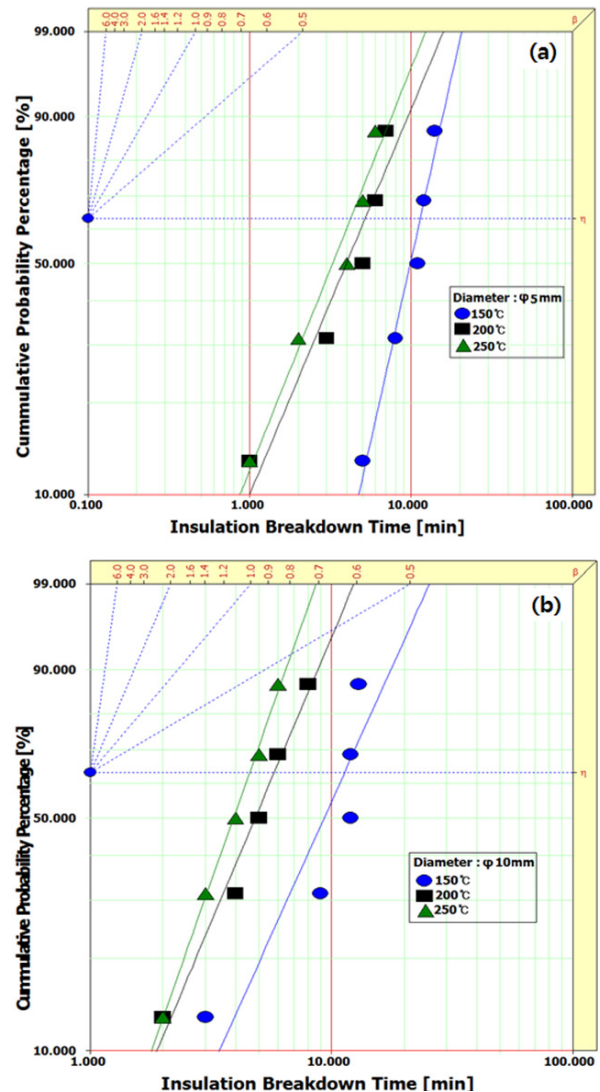 6.0 4.0 3.0 2.0 1.6 1.4 1.2 1.0 0.9 0.8 0.7 0.6 0.5 β
99.000
(a)
90.000
Cummulative Probability Percentage [%]
η
50.000
Diameter : φ5mm
150℃
200℃
250℃
10.000
0.100 1.000 10.000 100.000
Insulation Breakdown Time [min]
6.0 4.0 3.0 2.0 1.6 1.4 1.2 1.0 0.9 0.8 0.7 0.6 0.5 β
99.000
(b)
90.000
Cummulative Probability Percentage [%]
η
50.000
Diameter : φ 10mm
150℃
200℃
250℃
10.000
1.000 10.000 100.000
Insulation Breakdown Time [min]